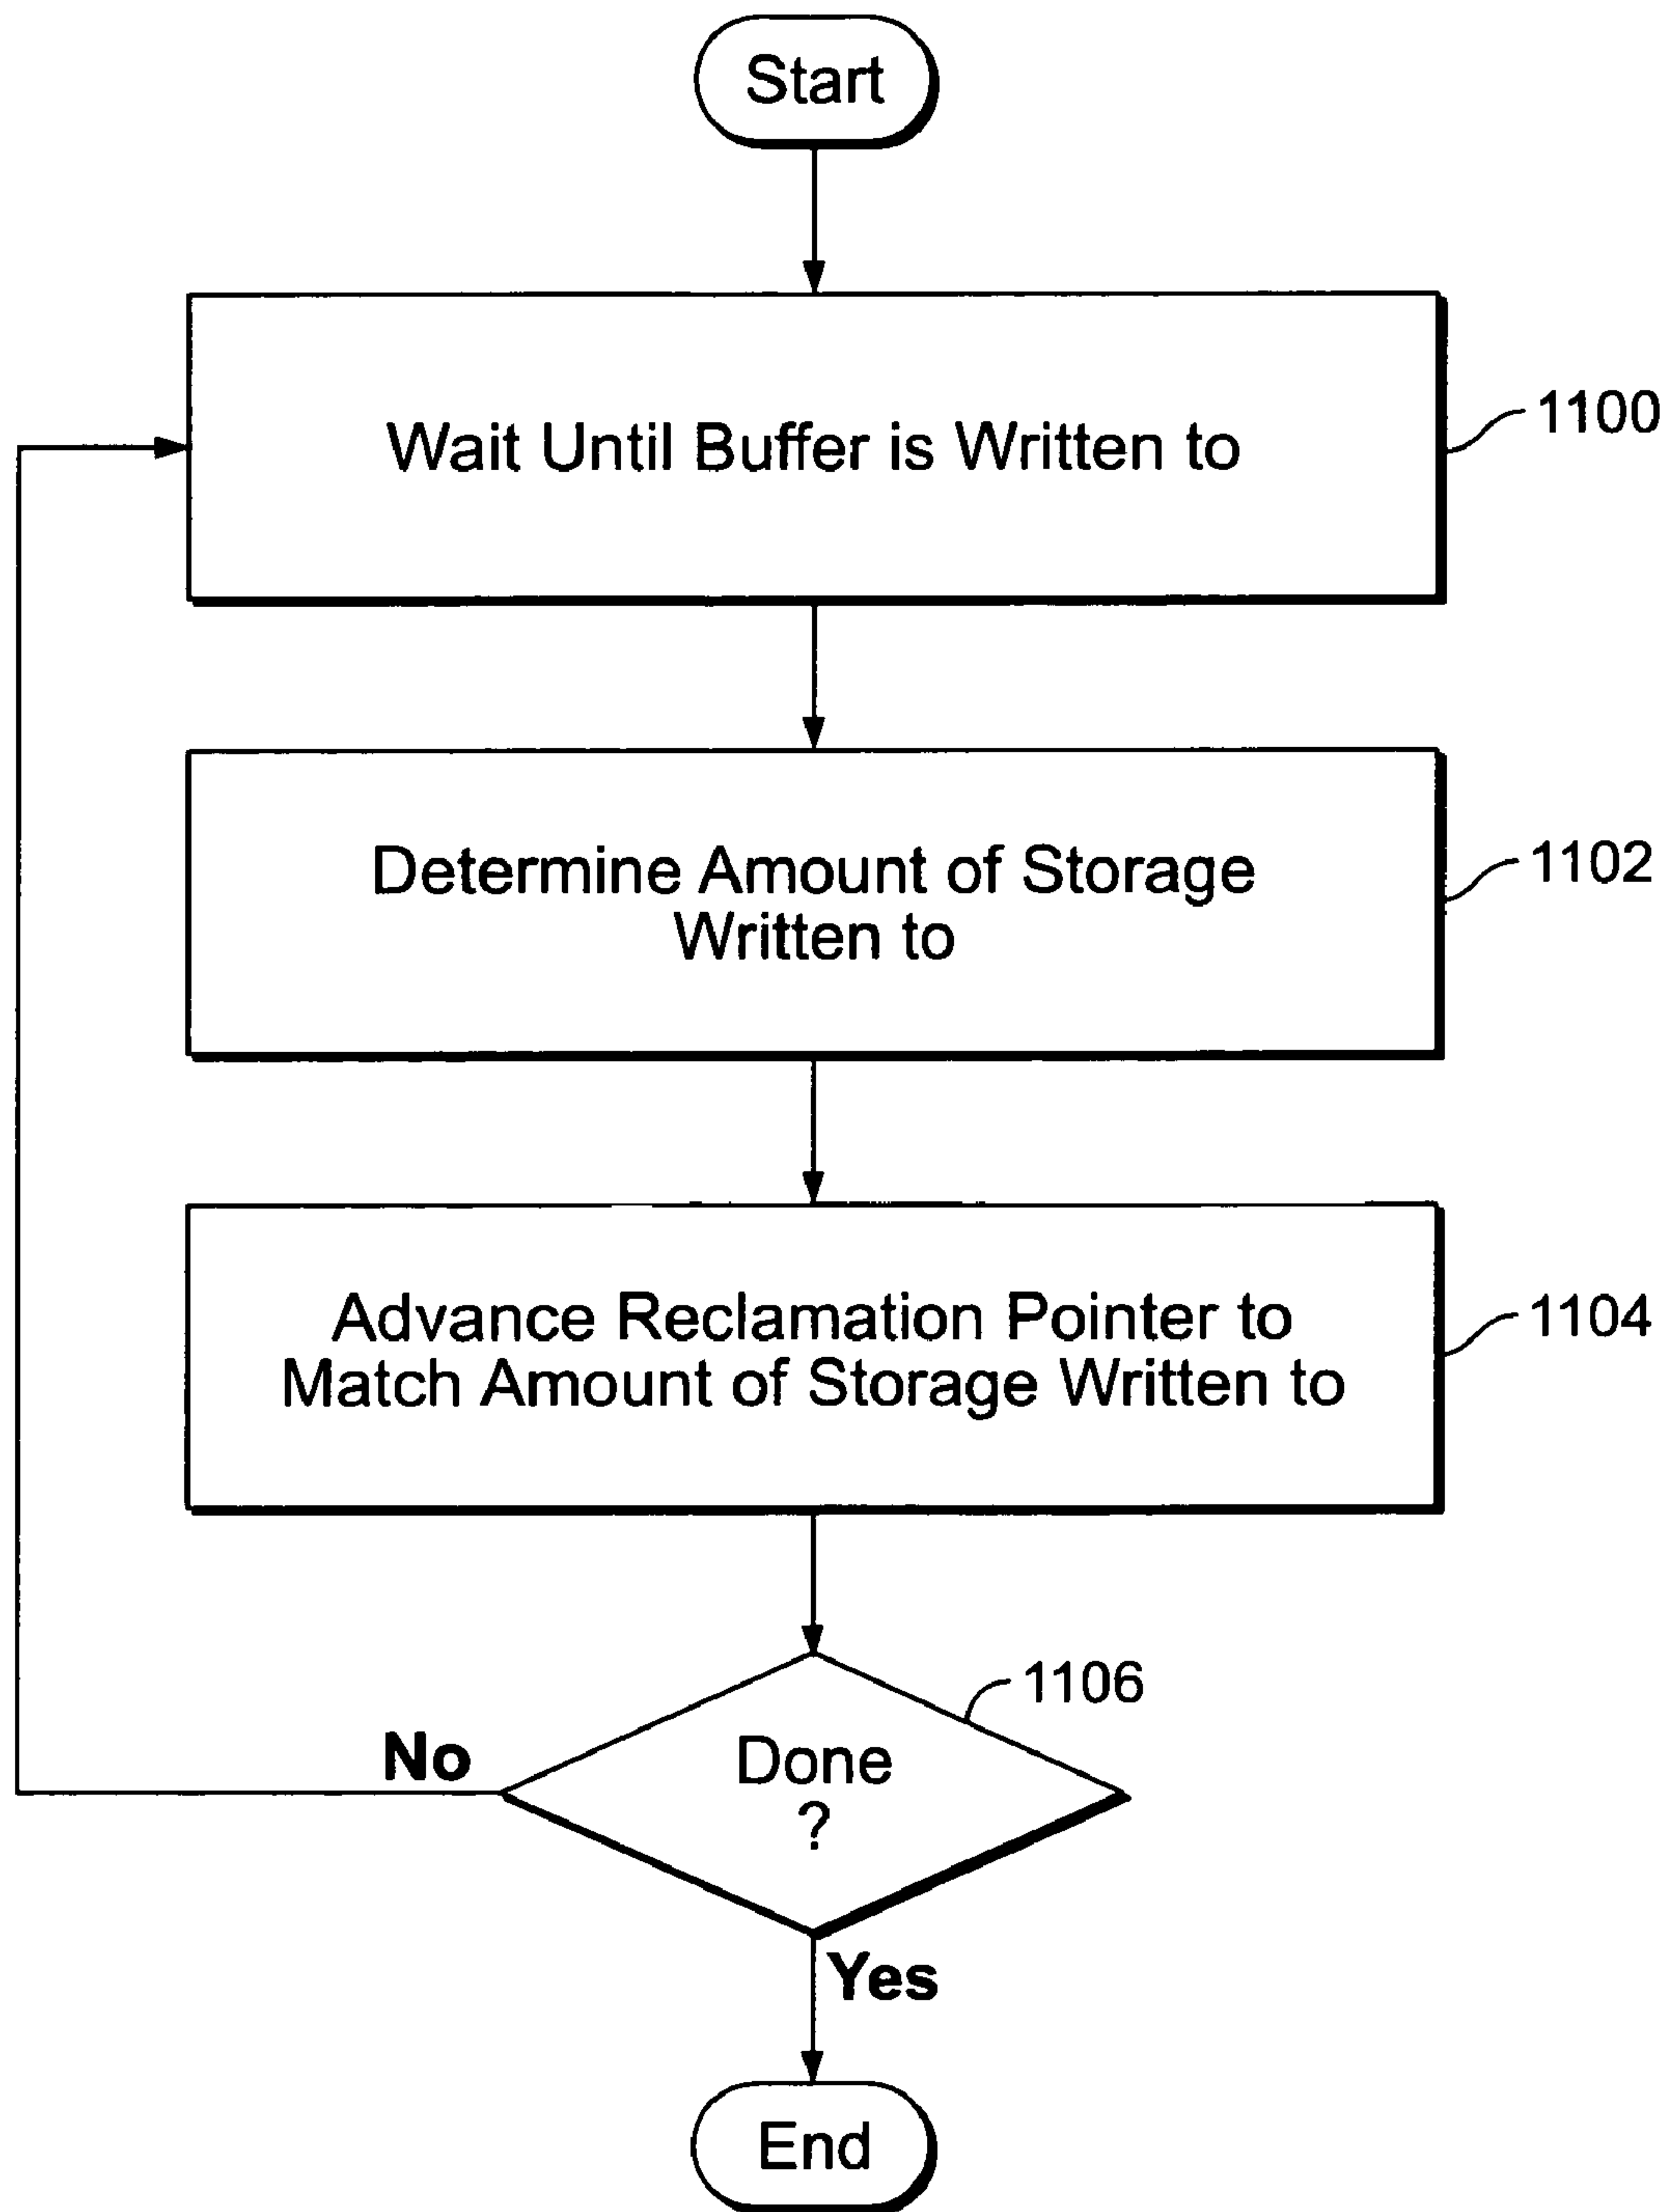 Start
Wait Until Buffer is Written to
1100
Determine Amount of Storage
Written to
1102
Advance Reclamation Pointer to
Match Amount of Storage Written to
1104
1106
Done
?
No
Yes
End